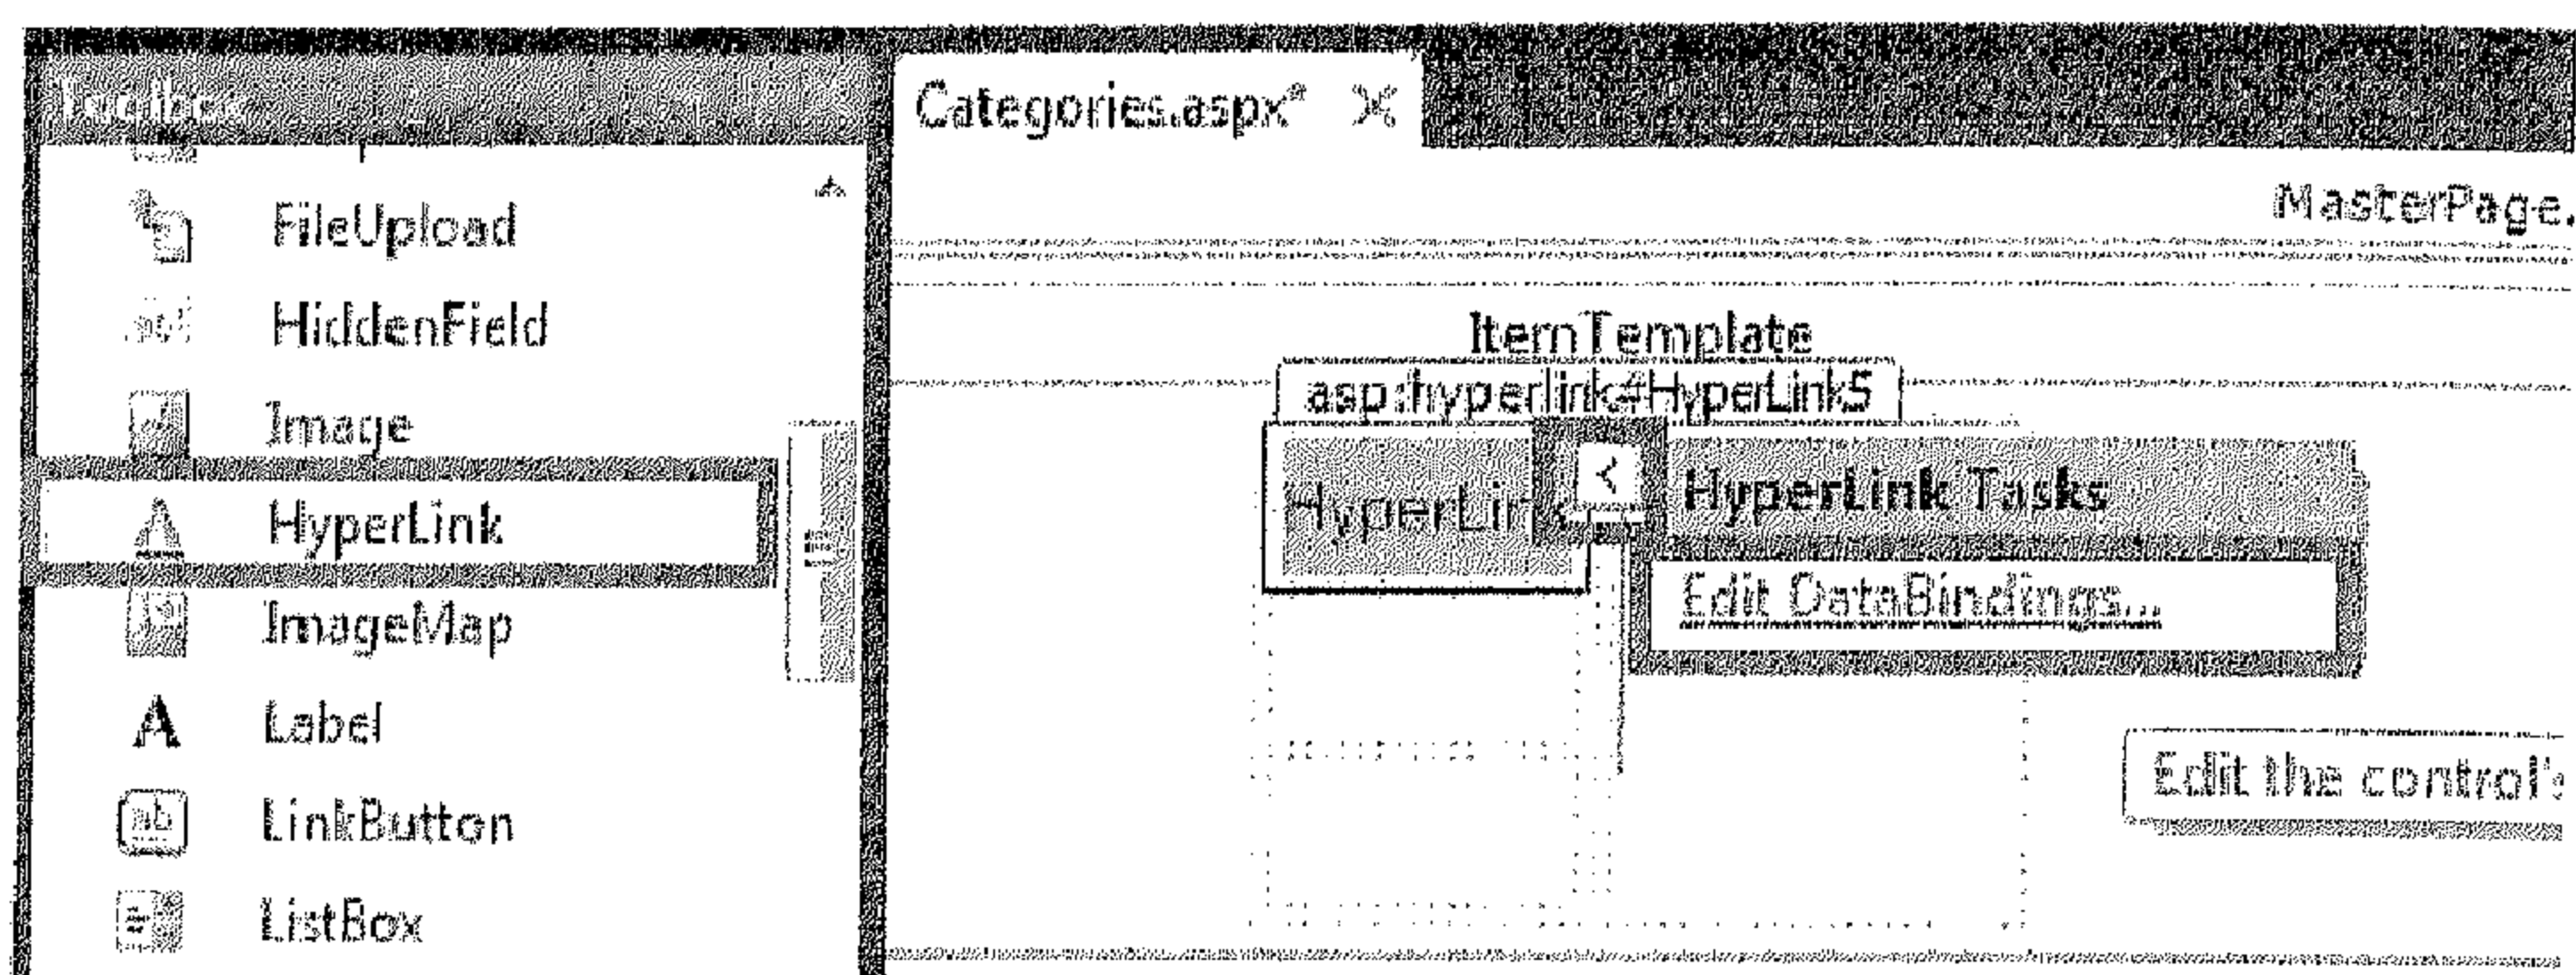 Toolbox
FileUpload
HiddenField
Image
HyperLink
ImageMap
Label
LinkButton
ListBox
Categories.aspx*
MasterPage.
ItemTemplate
asp:hyperlink#HyperLink5
HyperLink
HyperLink Tasks
Edit DataBindings...
Edit the control's